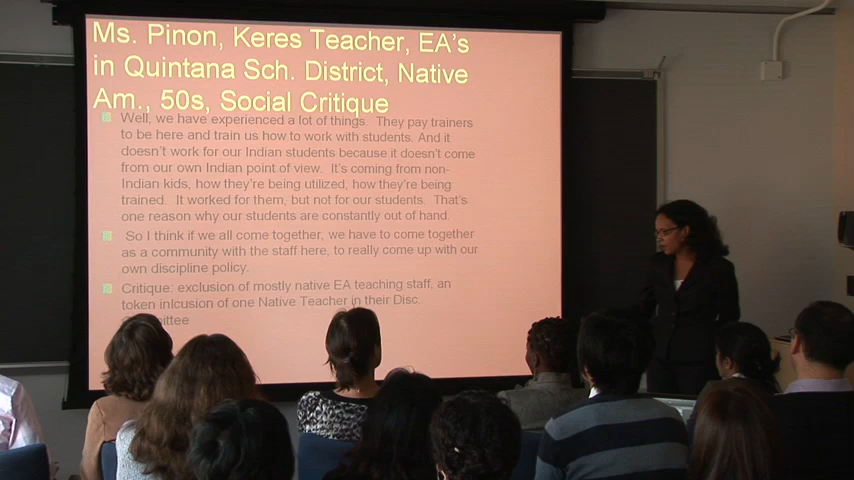 Ms. Pinon, Keres Teacher, EA's
in Quintana Sch. District, Native
Am., 50s, Social Critique
Well, we have experienced a lot of things. They pay trainers
to be here and train us how to work with students. And it
doesn't work for our Indian students because it doesn't come
from our own Indian point of view. It's coming from non-
Indian kids, how they're being utilized, how they're being
trained. It worked for them, but not for our students. That's
one reason why our students are constantly out of hand.
So I think if we all come together, we have to come together
as a community with the staff here, to really come up with our
own discipline policy.
Critique: exclusion of mostly native EA teaching staff, an
token inlcusion of one Native Teacher in their Disc.